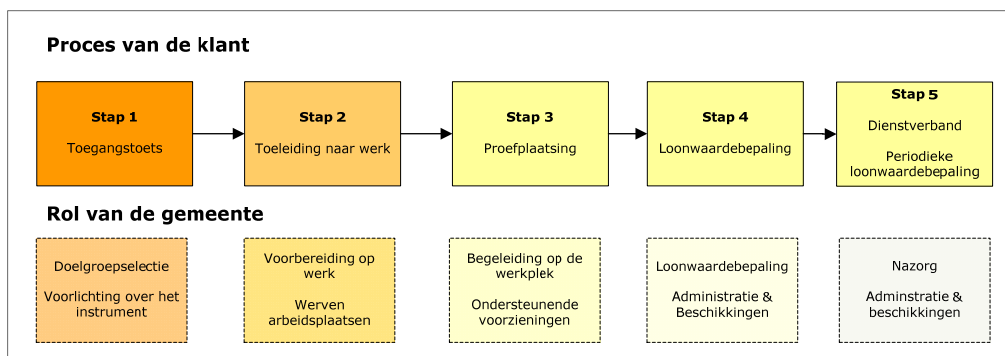 Proces van de klant
Stap 1
Toegangstoets
Stap 2
Toeleiding naar werk
Stap 3
Proefplaatsing
Stap 4
Loonwaardebepaling
Stap 5
Dienstverband
Periodieke
loonwaardebepaling
Rol van de gemeente
Doelgroepselectie
Voorlichting over het
instrument
Voorbereiding op
werk
Werven
arbeidsplaatsen
Begeleiding op de
werkplek
Ondersteunende
voorzieningen
Loonwaardebepaling
Administratie &
Beschikkingen
Nazorg
Adminstratie &
beschikkingen